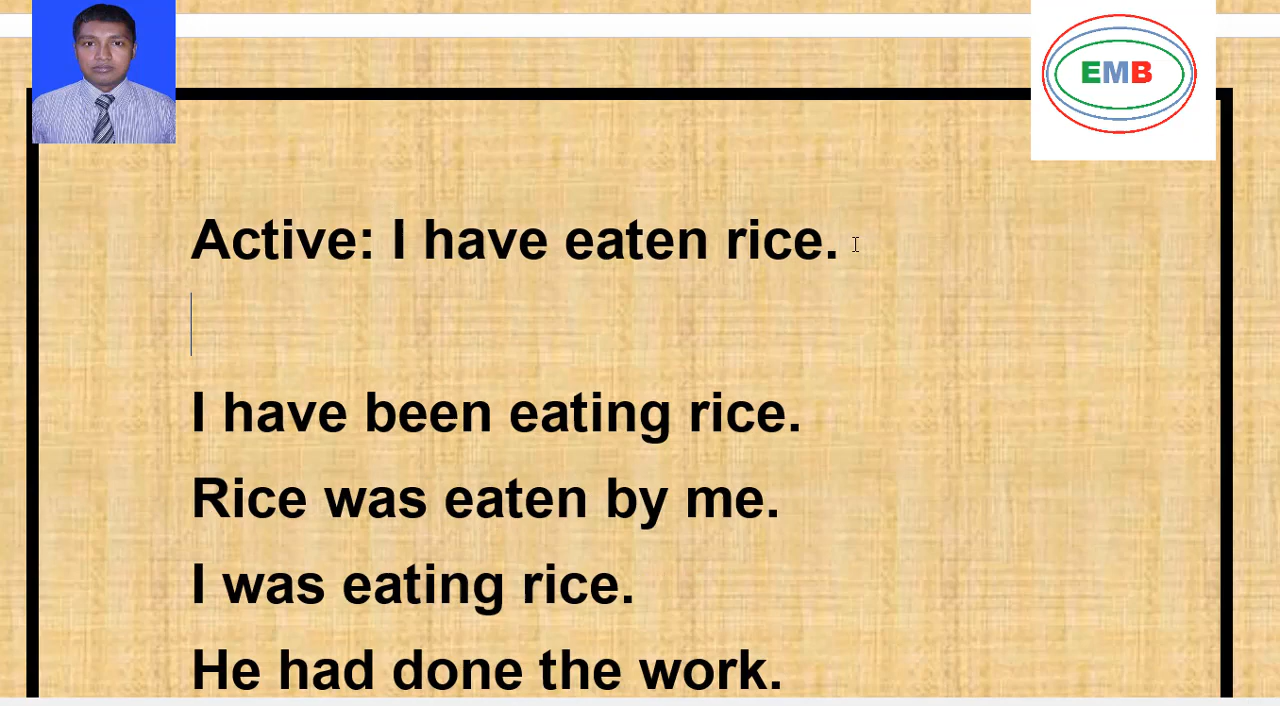 EMB
Active: I have eaten rice.
I have been eating rice.
Rice was eaten by me.
I was eating rice.
He had done the work.